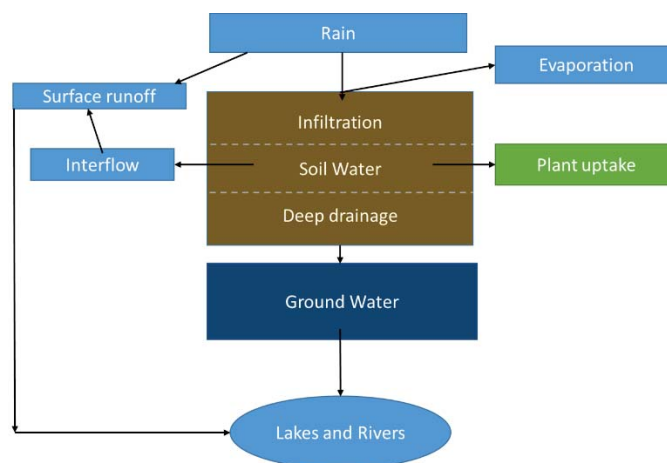 Rain
Evaporation
Surface runoff
Infiltration
Interflow
Soil Water
Plant uptake
Deep drainage
Ground Water
Lakes and Rivers